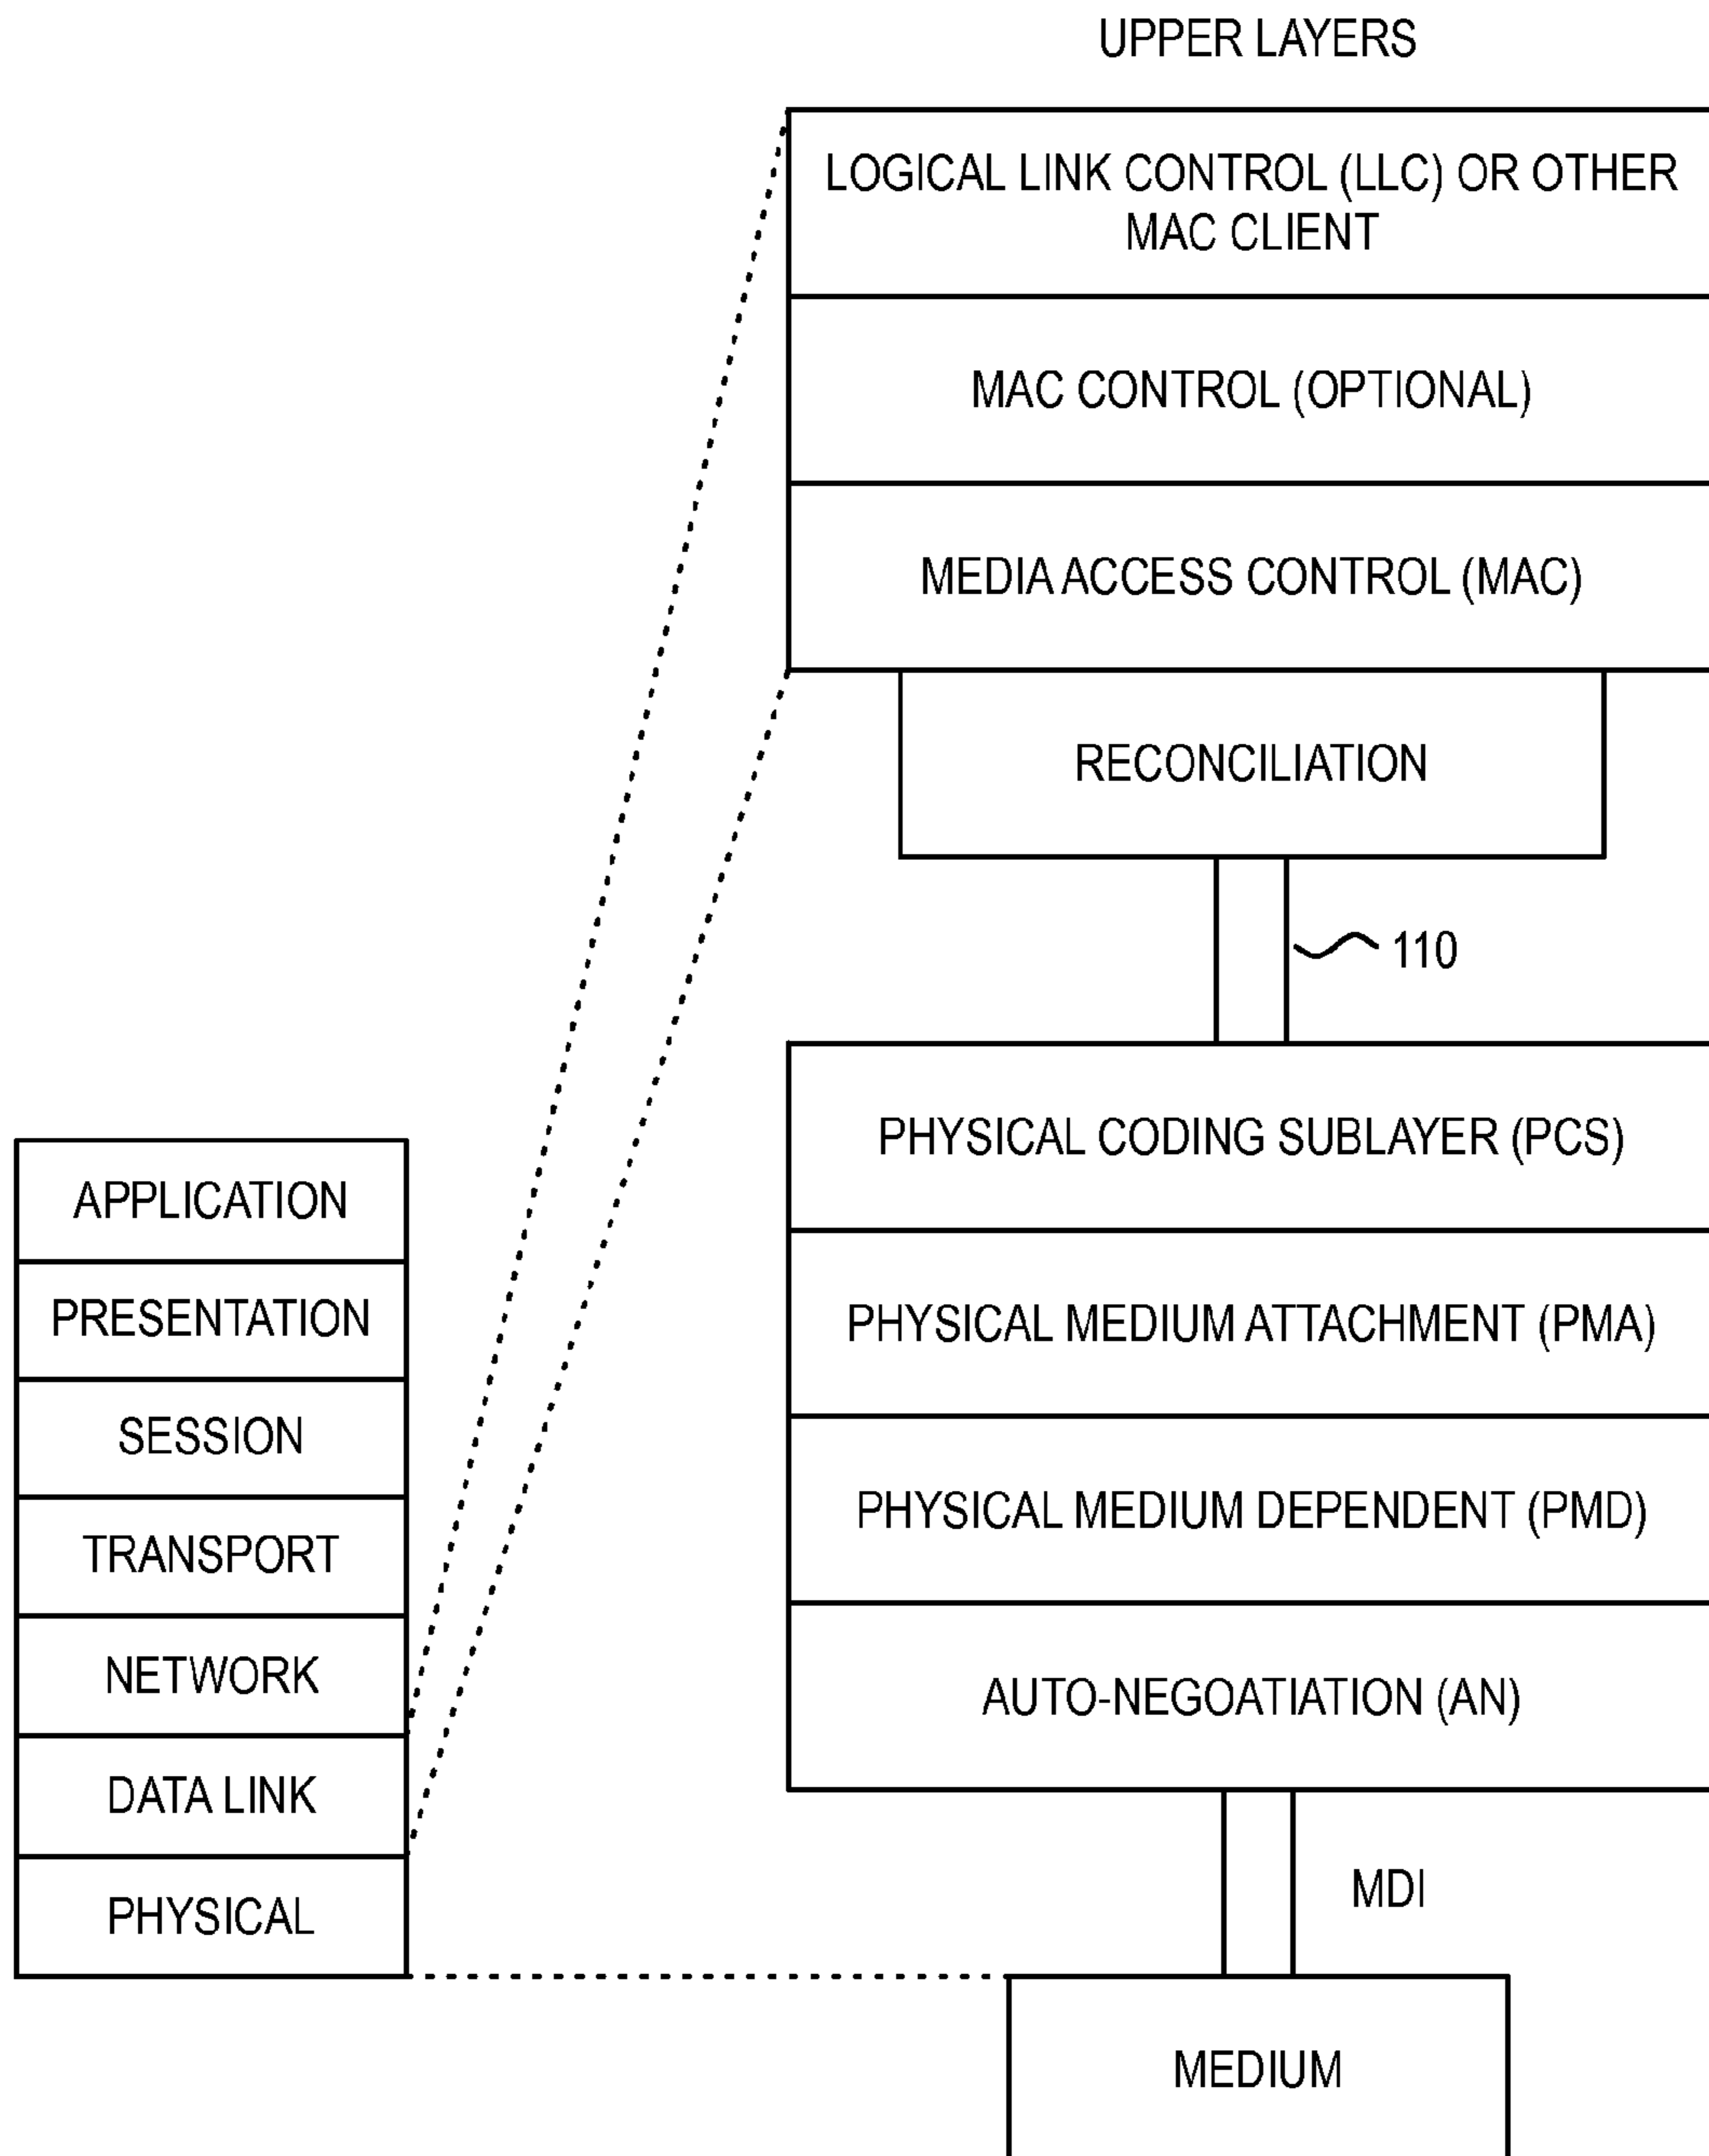 UPPER LAYERS
LOGICAL LINK CONTROL (LLC) OR OTHER
MAC CLIENT
MAC CONTROL (OPTIONAL)
MEDIA ACCESS CONTROL (MAC)
RECONCILIATION
110
PHYSICAL CODING SUBLAYER (PCS)
PHYSICAL MEDIUM ATTACHMENT (PMA)
PHYSICAL MEDIUM DEPENDENT (PMD)
AUTO-NEGOATIATION (AN)
MDI
MEDIUM
APPLICATION
PRESENTATION
SESSION
TRANSPORT
NETWORK
DATA LINK
PHYSICAL